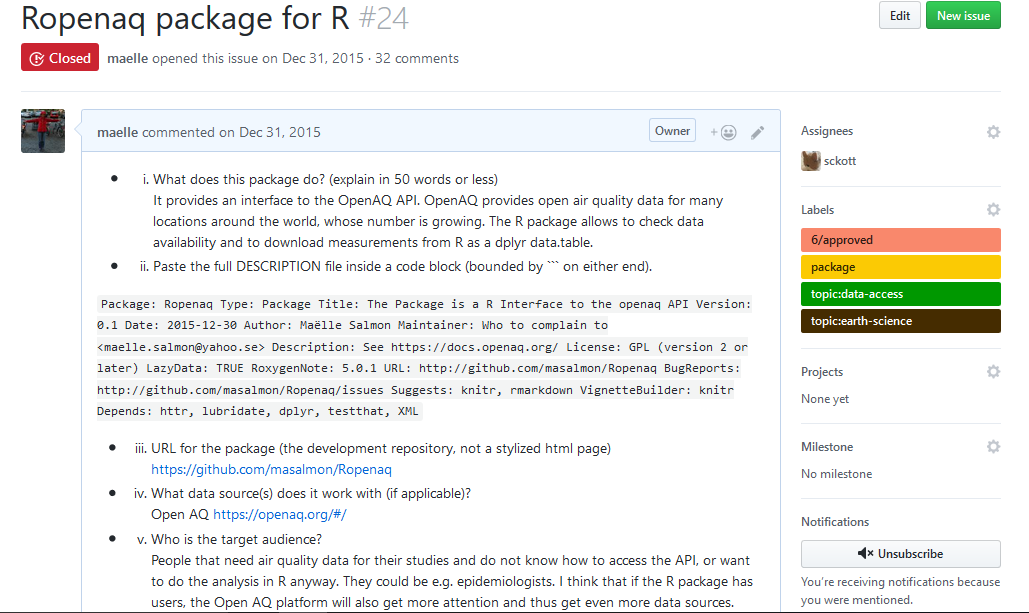 Ropenaq package for R #24
Edit
New issue
Closed
maelle opened this issue on Dec 31, 2015 · 32 comments
maelle commented on Dec 31, 2015
Owner
i. What does this package do? (explain in 50 words or less)
It provides an interface to the OpenAQ API. OpenAQ provides open air quality data for many
locations around the world, whose number is growing. The R package allows to check data
availability and to download measurements from R as a dplyr data.table.
ii. Paste the full DESCRIPTION file inside a code block (bounded by ``` on either end).
Package: Ropenaq Type: Package Title: The Package is a R Interface to the openaq API Version:
0.1 Date: 2015-12-30 Author: Maëlle Salmon Maintainer: Who to complain to
<maelle.salmon@yahoo.se> Description: See https://docs.openaq.org/ License: GPL (version 2 or
later) LazyData: TRUE RoxygenNote: 5.0.1 URL: http://github.com/masalmon/Ropenaq BugReports:
http://github.com/masalmon/Ropenaq/issues Suggests: knitr, rmarkdown VignetteBuilder: knitr
Depends: httr, lubridate, dplyr, testthat, XML
iii. URL for the package (the development repository, not a stylized html page)
https://github.com/masalmon/Ropenaq
iv. What data source(s) does it work with (if applicable)?
Open AQ https://openaq.org/#/
v. Who is the target audience?
People that need air quality data for their studies and do not know how to access the API, or want
to do the analysis in R anyway. They could be e.g. epidemiologists. I think that if the R package has
users, the Open AQ platform will also get more attention and thus get even more data sources.
Assignees
sckott
Labels
6/approved
package
topic:data-access
topic:earth-science
Projects
None yet
Milestone
No milestone
Notifications
Unsubscribe
You're receiving notifications because
you were mentioned.